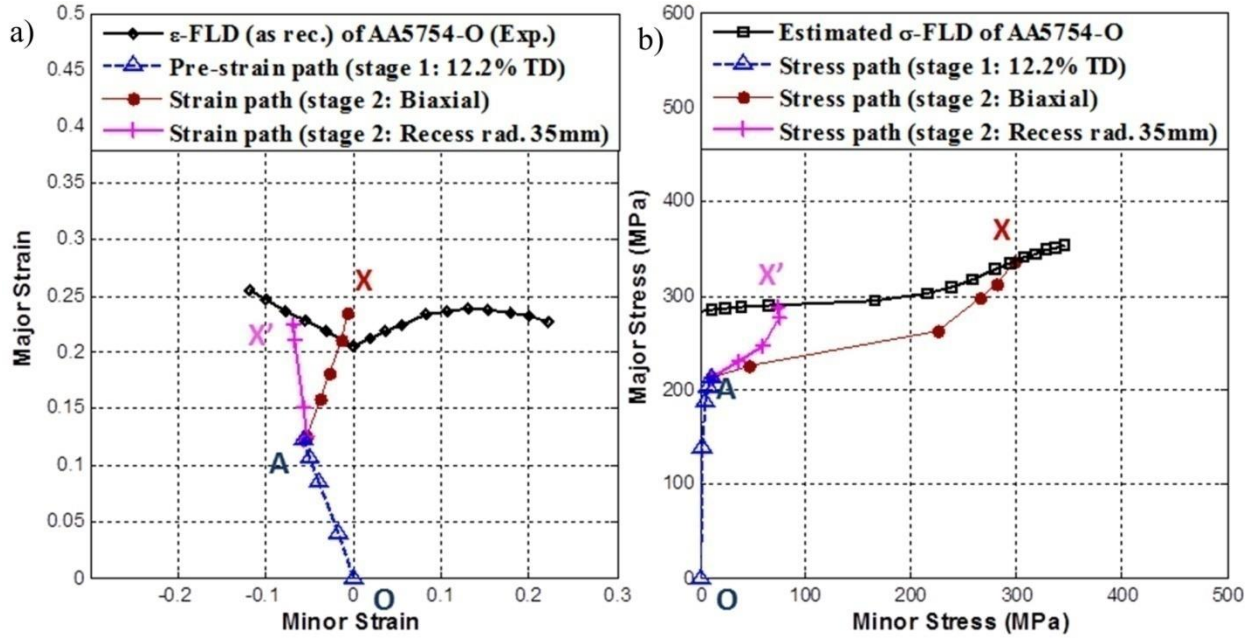 a)
0.5
0.45
0.4
0.35
0.3
0.25
0.2
0.15
0.1
0.05
0
Major Strain
ε-FLD (as rec.) of AA5754-O (Exp.)
Pre-strain path (stage 1: 12.2% TD)
Strain path (stage 2: Biaxial)
Strain path (stage 2: Recess rad. 35mm)
X
X’
A
O
-0.2
-0.1
0
0.1
0.2
0.3
Minor Strain
b)
600
500
400
300
200
100
0
Major Stress (MPa)
Estimated σ-FLD of AA5754-O
Stress path (stage 1: 12.2% TD)
Stress path (stage 2: Biaxial)
Stress path (stage 2: Recess rad. 35mm)
X
X’
A
O
0
100
200
300
400
500
Minor Stress (MPa)